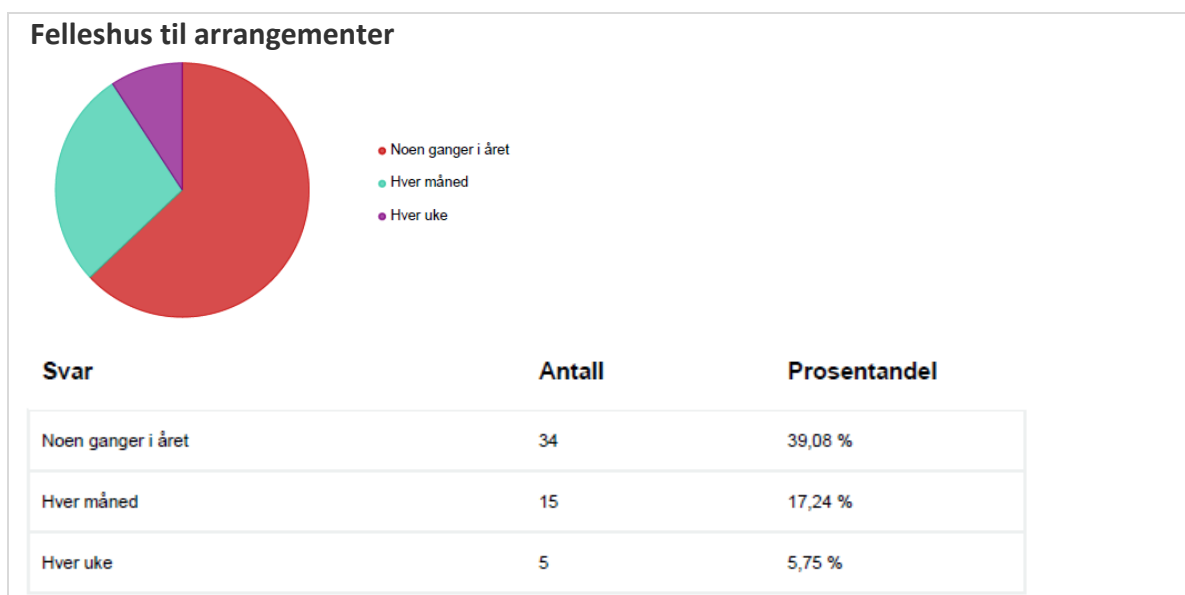 Felleshus til arrangementer
Noen ganger i året
Hver måned
Hver uke
Svar Antall Prosentandel
Noen ganger i året 34 39,08 %
Hver måned 15 17,24 %
Hver uke 5 5,75 %